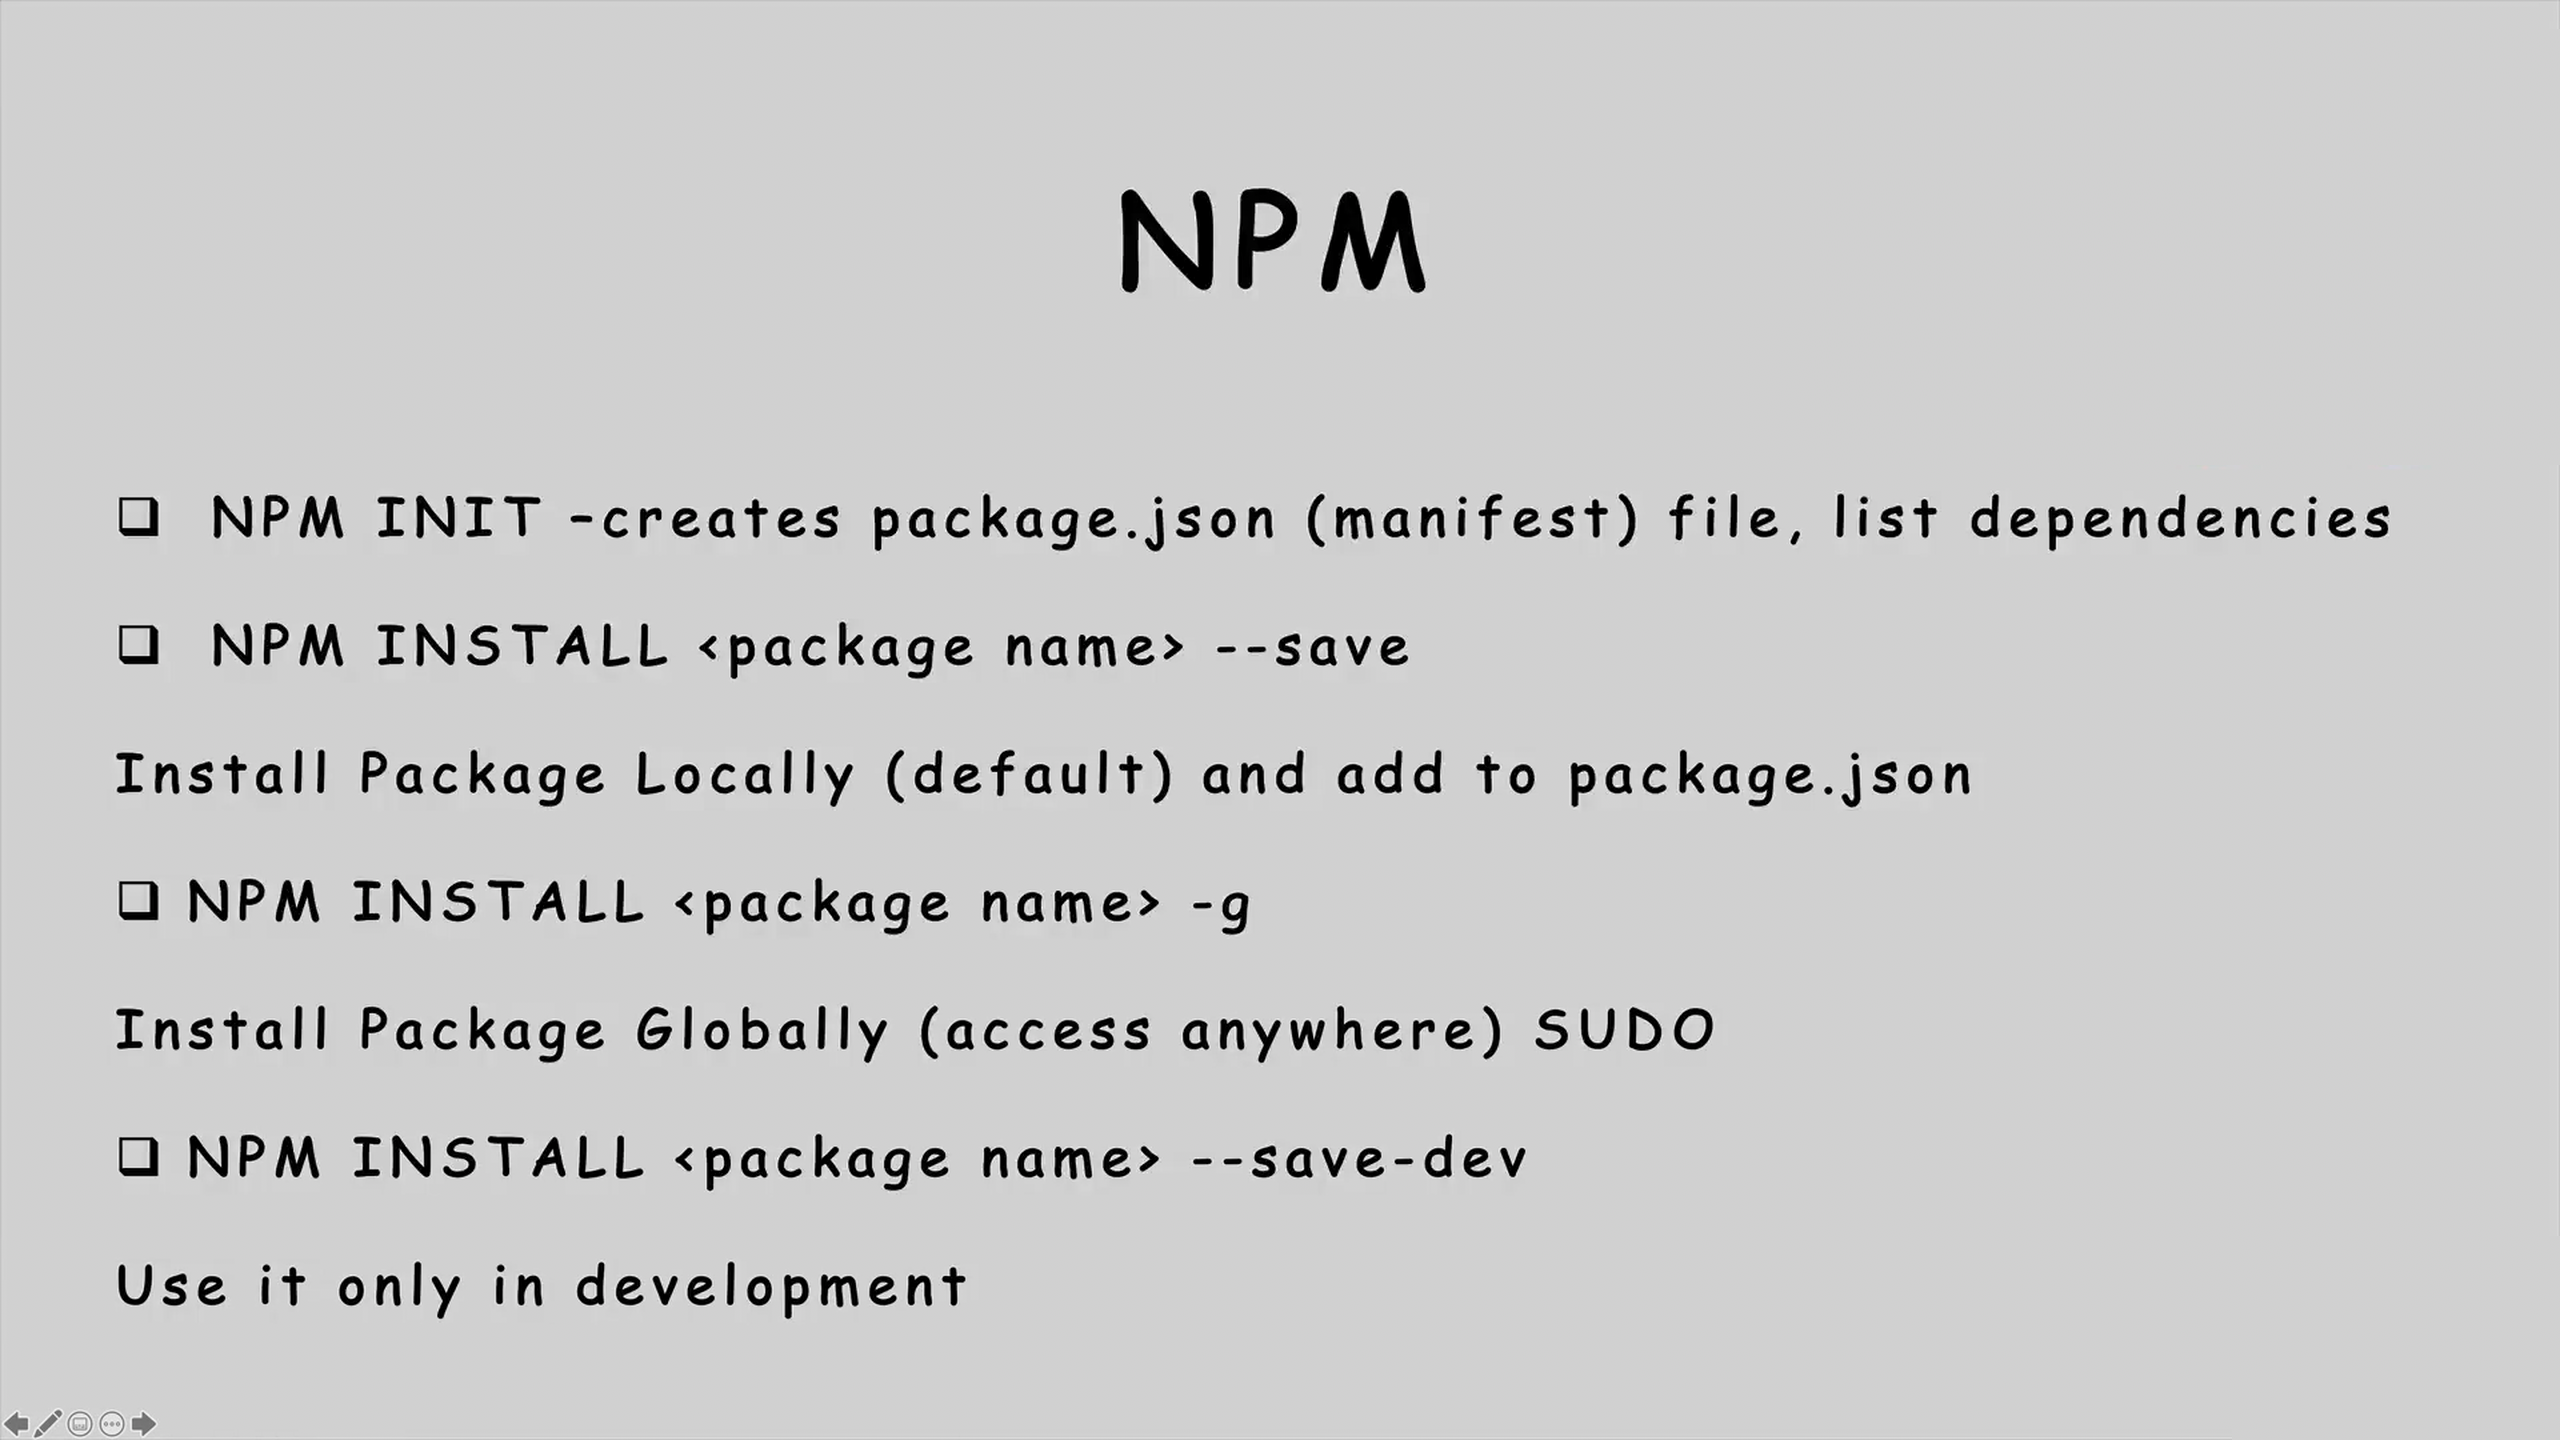 NPM
❑ NPM INIT –creates package.json (manifest) file, list dependencies
❑ NPM INSTALL <package name> --save
Install Package Locally (default) and add to package.json
❑ NPM INSTALL <package name> -g
Install Package Globally (access anywhere) SUDO
❑ NPM INSTALL <package name> --save-dev
Use it only in development